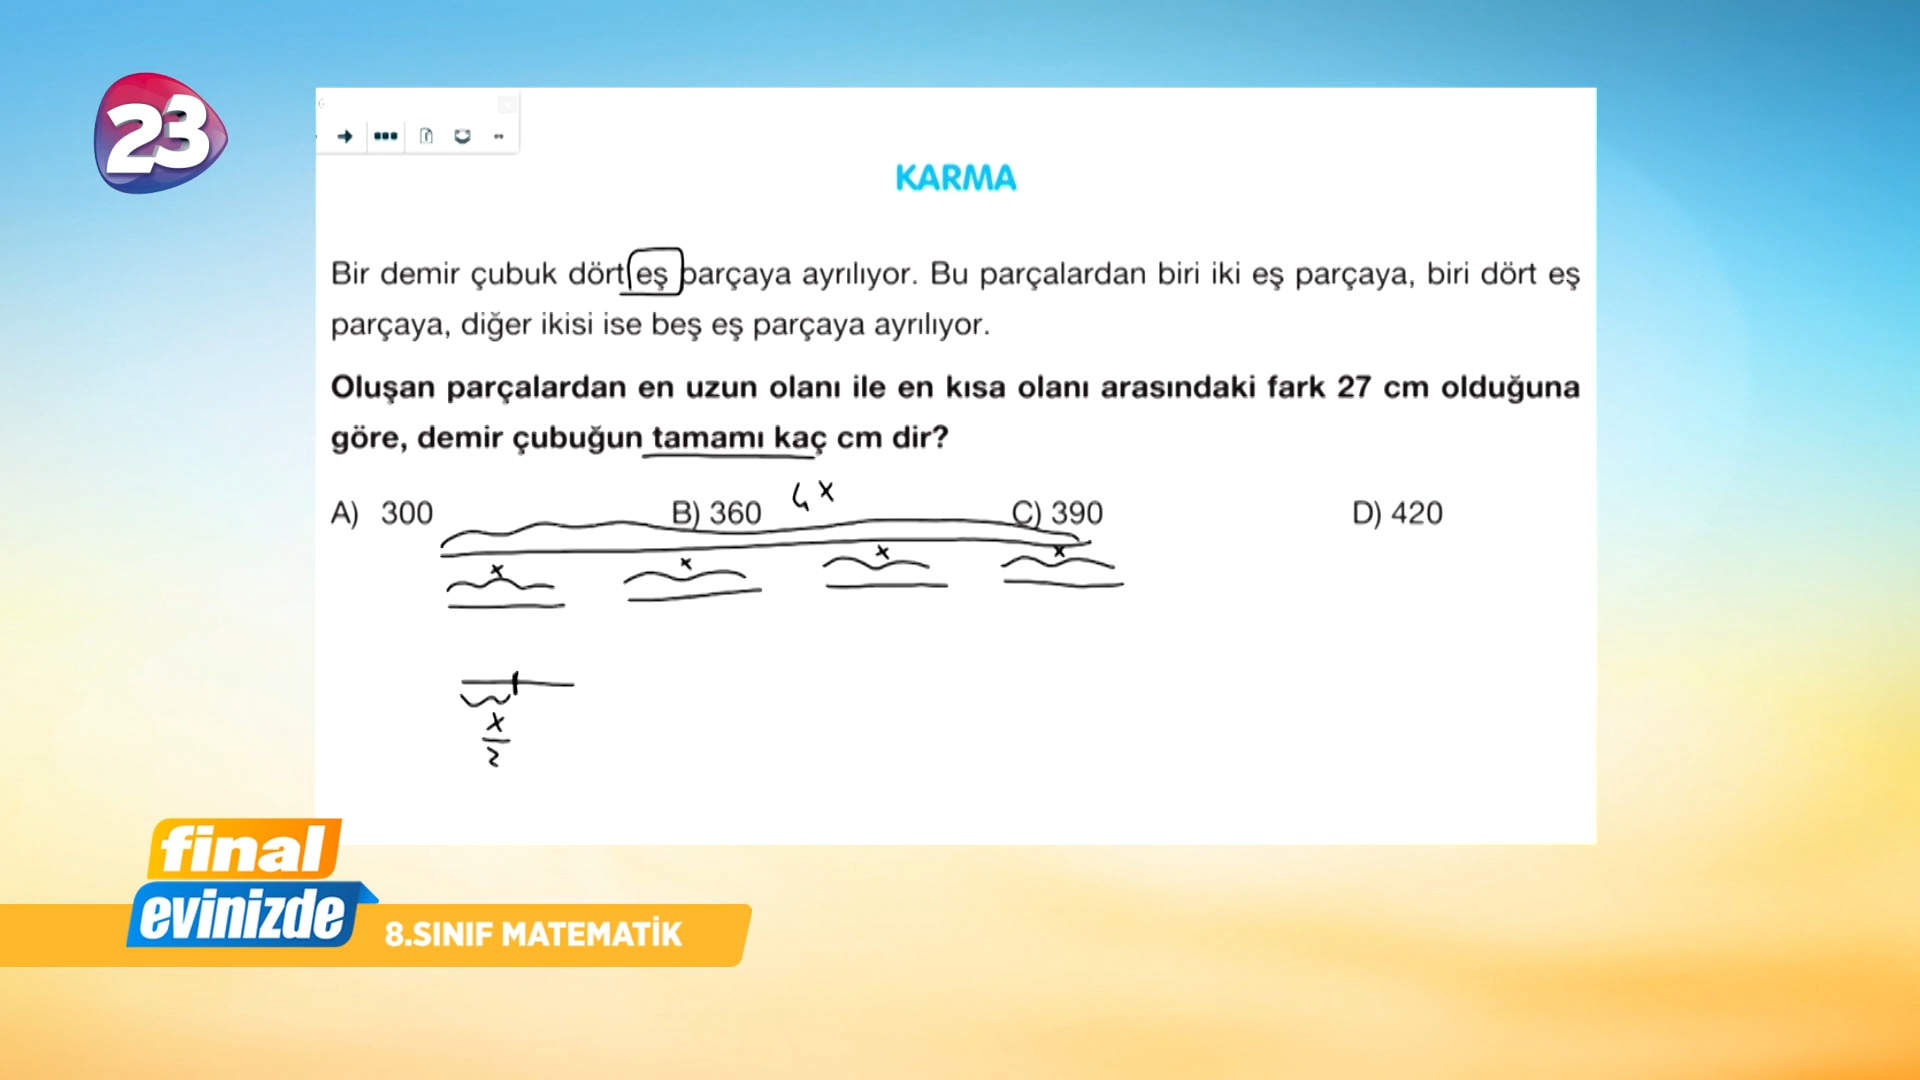 23
KARMA
Bir demir çubuk dört eş parçaya ayrılıyor. Bu parçalardan biri iki eş parçaya, biri dört eş
parçaya, diğer ikisi ise beş eş parçaya ayrılıyor.
Oluşan parçalardan en uzun olanı ile en kısa olanı arasındaki fark 27 cm olduğuna
göre, demir çubuğun tamamı kaç cm dir?
4x
A) 300 B) 360 C) 390 D) 420
x x x x
x
2
final
evinizde
8.SINIF MATEMATİK